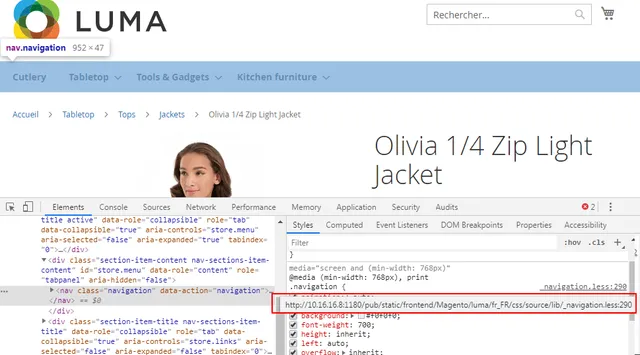 LUMA
Rechercher...
nav.navigation 952 × 47
Cutlery Tabletop Tools & Gadgets Kitchen furniture
Accueil > Tabletop > Tops > Jackets > Olivia 1/4 Zip Light Jacket
Olivia 1/4 Zip Light
Jacket
Elements Console Sources Network Performance Memory Application Security Audits 2
title active" data-role="collapsible" role="tab"
data-collapsible="true" aria-controls="store.menu"
aria-selected="false" aria-expanded="true" tabindex=
"0">…</div>
<div class="section-item-content nav-sections-item-
content" id="store.menu" data-role="content" role=
"tabpanel" aria-hidden="false">
<nav class="navigation" data-action="navigation">…
</nav> == $0
</div>
<div class="section-item-title nav-sections-item-
title" data-role="collapsible" role="tab" data-
collapsible="true" aria-controls="store.links" aria-
selected="false" aria-expanded="false" tabindex=
Styles Computed Event Listeners DOM Breakpoints Properties Accessibility
Filter :hov .cls +
}
media="screen and (min-width: 768px)"
@media (min-width: 768px), print
.navigation { _navigation.less:290
http://10.16.16.8:1180/pub/static/frontend/Magento/luma/fr_FR/css/source/lib/_navigation.less:290
background: #f0f0f0;
font-weight: 700;
height: inherit;
left: auto;
overflow: inherit;